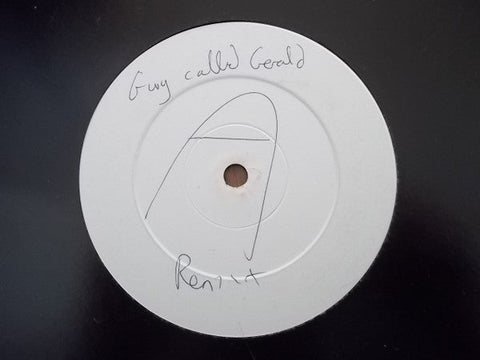 Guy called Gerald
A
Remix